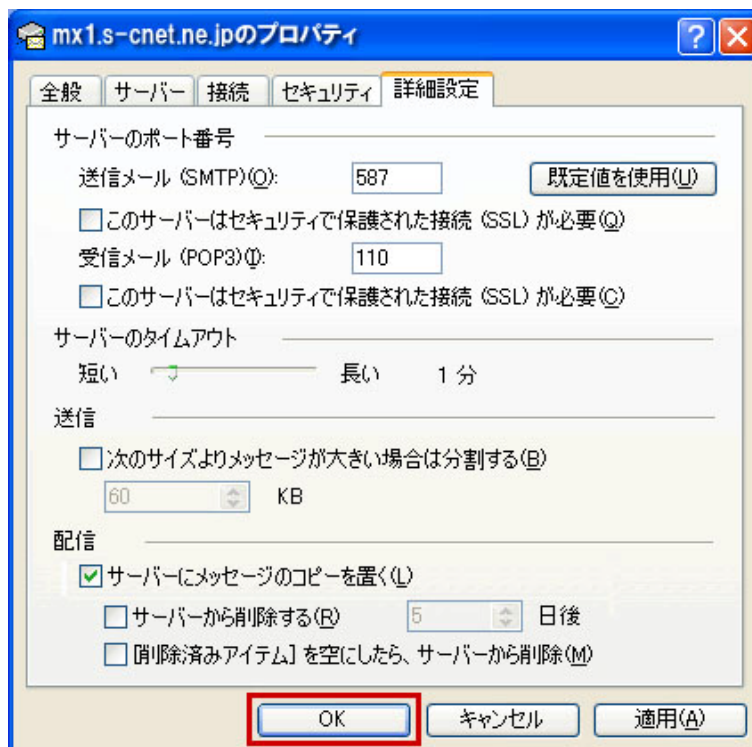 mx1.s-cnet.ne.jpのプロパティ
全般 サーバー 接続 セキュリティ 詳細設定
サーバーのポート番号
送信メール (SMTP)(O): 587 既定値を使用(U)
このサーバーはセキュリティで保護された接続 (SSL) が必要(Q)
受信メール (POP3)(I): 110
このサーバーはセキュリティで保護された接続 (SSL) が必要(C)
サーバーのタイムアウト
短い 長い 1 分
送信
次のサイズよりメッセージが大きい場合は分割する(B)
60 KB
配信
サーバーにメッセージのコピーを置く(L)
サーバーから削除する(R) 5 日後
[削除済みアイテム] を空にしたら、サーバーから削除(M)
OK キャンセル 適用(A)